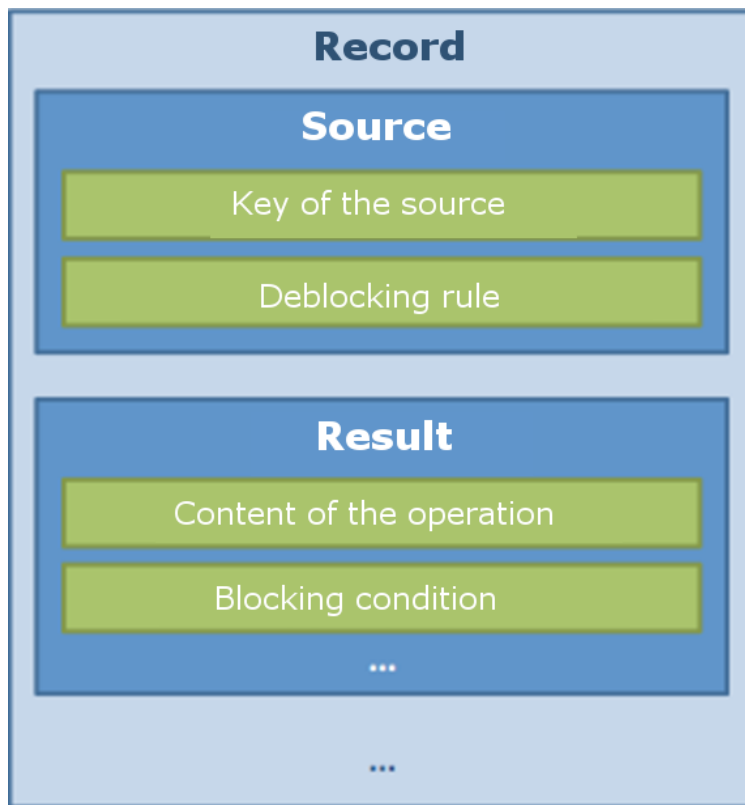 Record
Source
Key of the source
Deblocking rule
Result
Content of the operation
Blocking condition
...
...